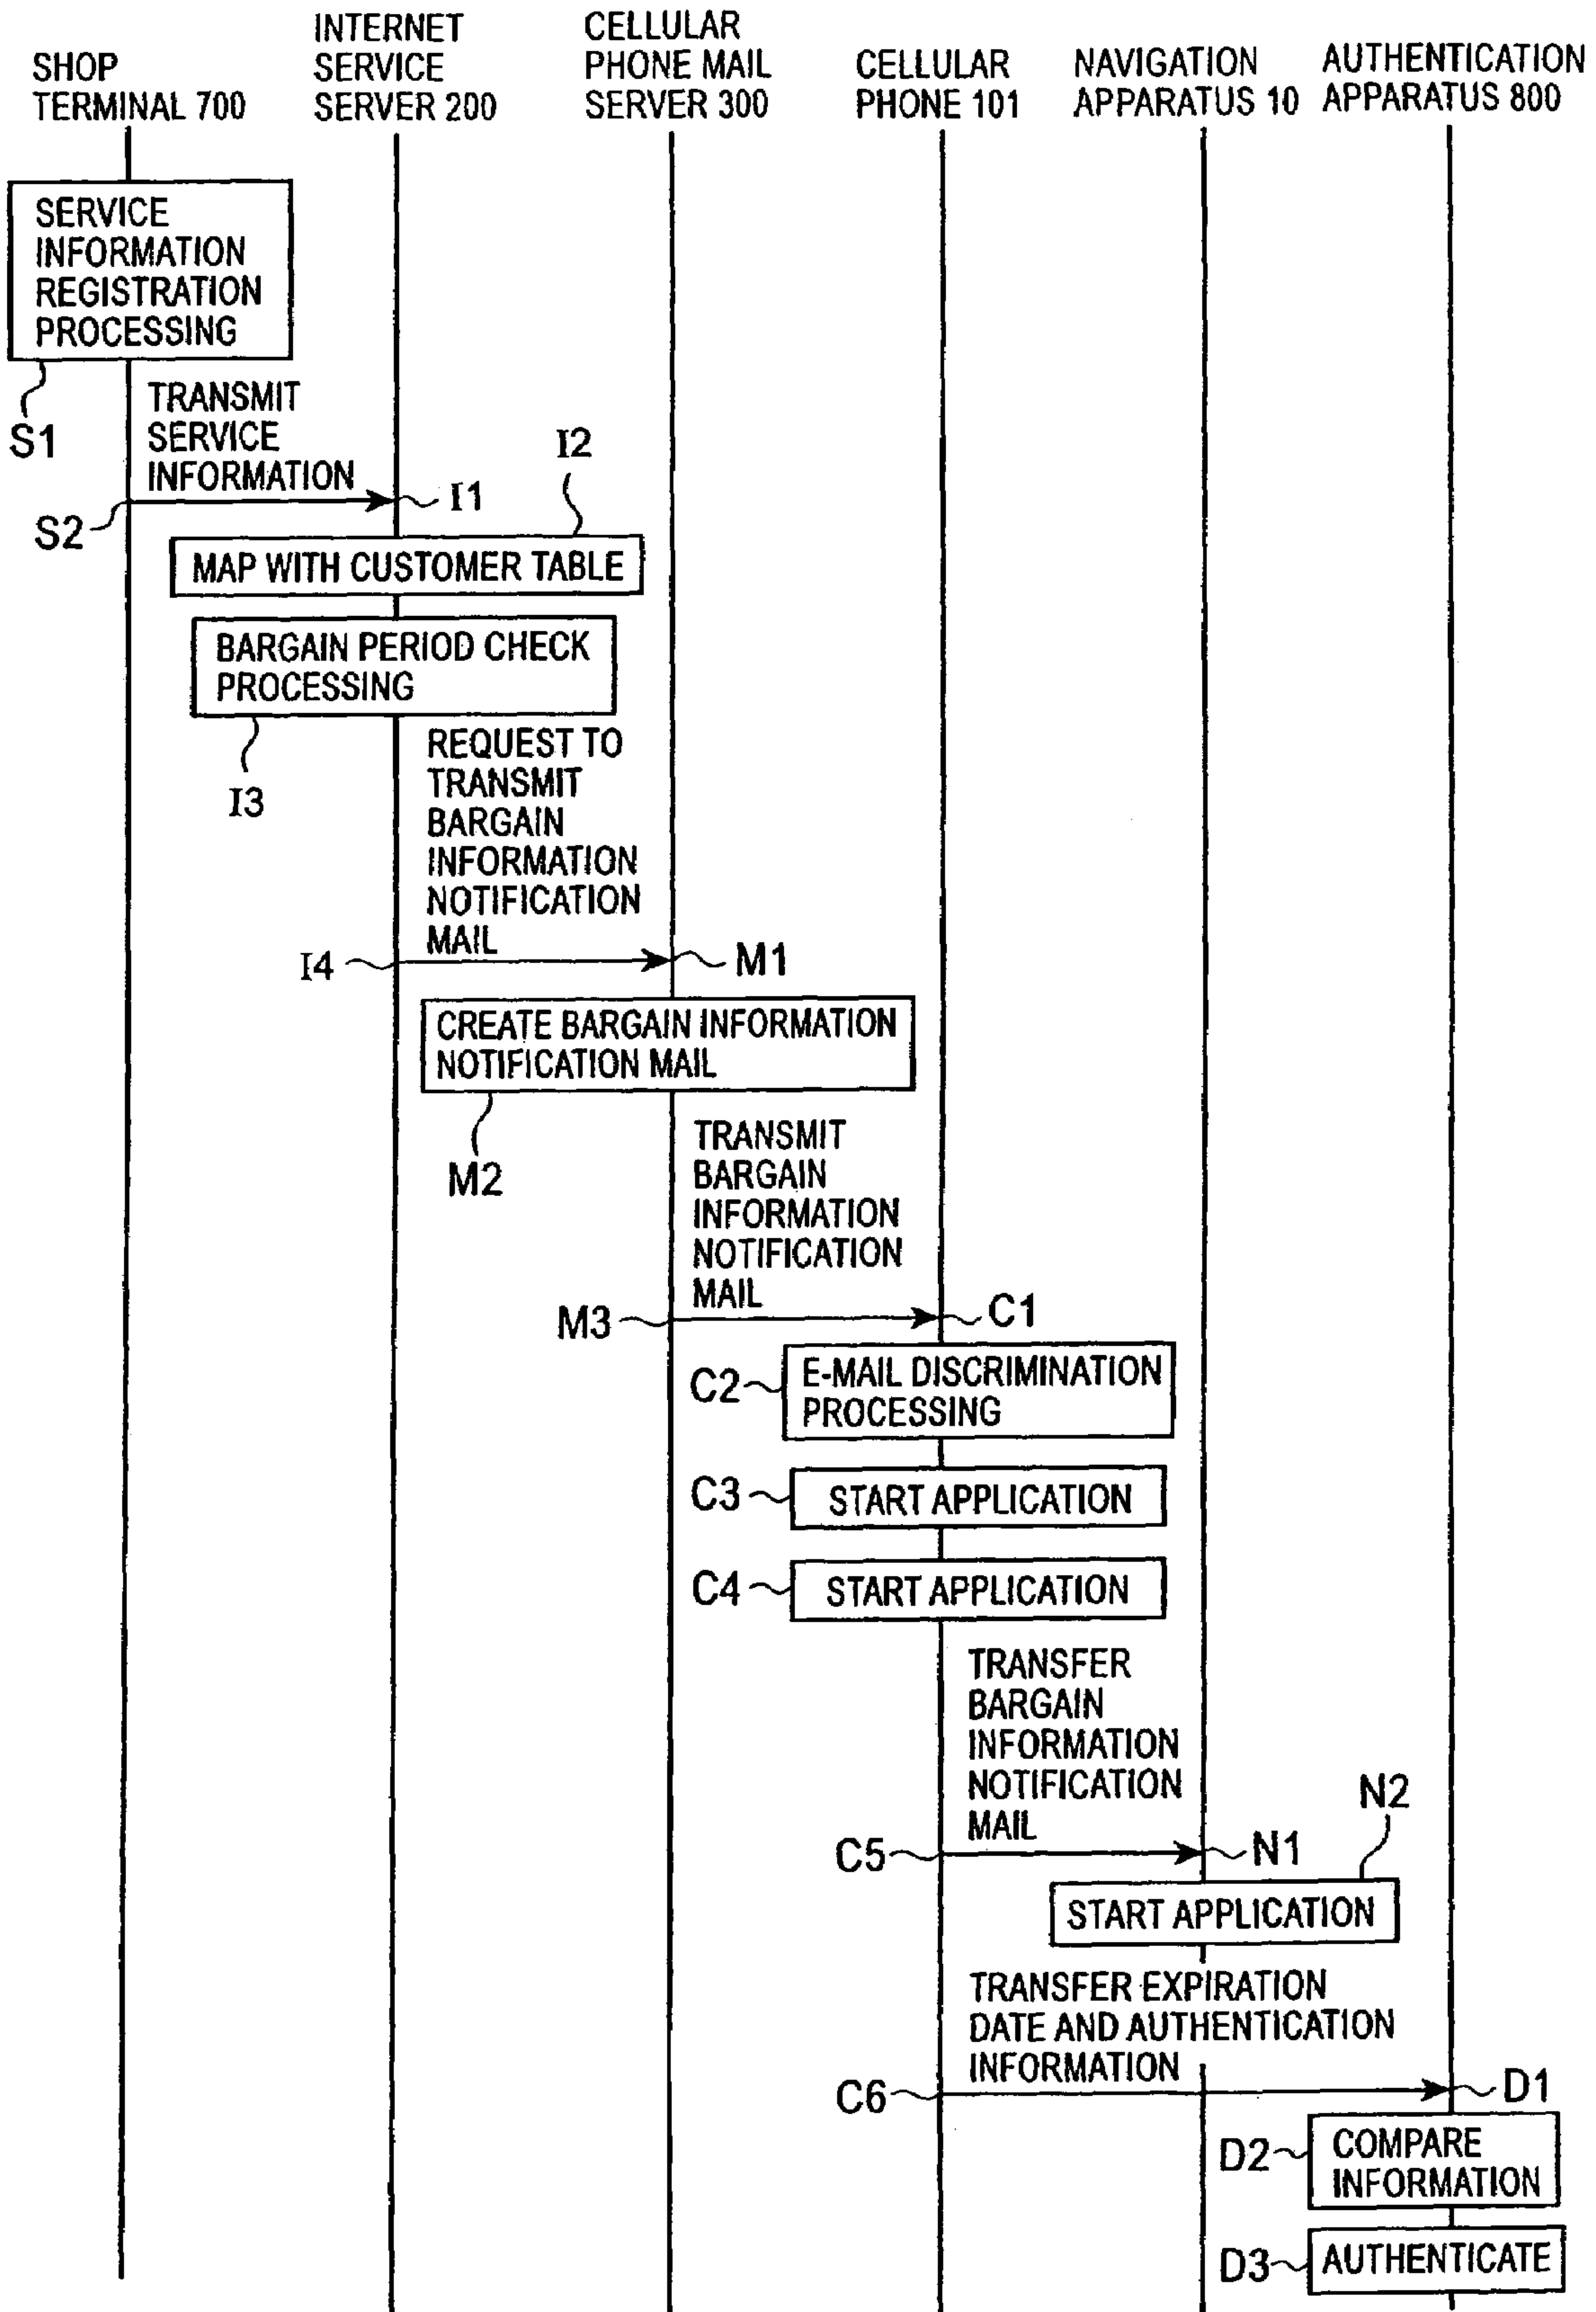 SHOP
TERMINAL 700
INTERNET
SERVICE
SERVER 200
CELLULAR
PHONE MAIL
SERVER 300
CELLULAR
PHONE 101
NAVIGATION
APPARATUS 10
AUTHENTICATION
APPARATUS 800
SERVICE
INFORMATION
REGISTRATION
PROCESSING
S1
TRANSMIT
SERVICE
INFORMATION
S2
I1
I2
MAP WITH CUSTOMER TABLE
BARGAIN PERIOD CHECK
PROCESSING
I3
REQUEST TO
TRANSMIT
BARGAIN
INFORMATION
NOTIFICATION
MAIL
I4
M1
CREATE BARGAIN INFORMATION
NOTIFICATION MAIL
M2
TRANSMIT
BARGAIN
INFORMATION
NOTIFICATION
MAIL
M3
C1
C2
E-MAIL DISCRIMINATION
PROCESSING
C3
START APPLICATION
C4
START APPLICATION
TRANSFER
BARGAIN
INFORMATION
NOTIFICATION
MAIL
C5
N1
N2
START APPLICATION
TRANSFER EXPIRATION
DATE AND AUTHENTICATION
INFORMATION
C6
D1
D2
COMPARE
INFORMATION
D3
AUTHENTICATE